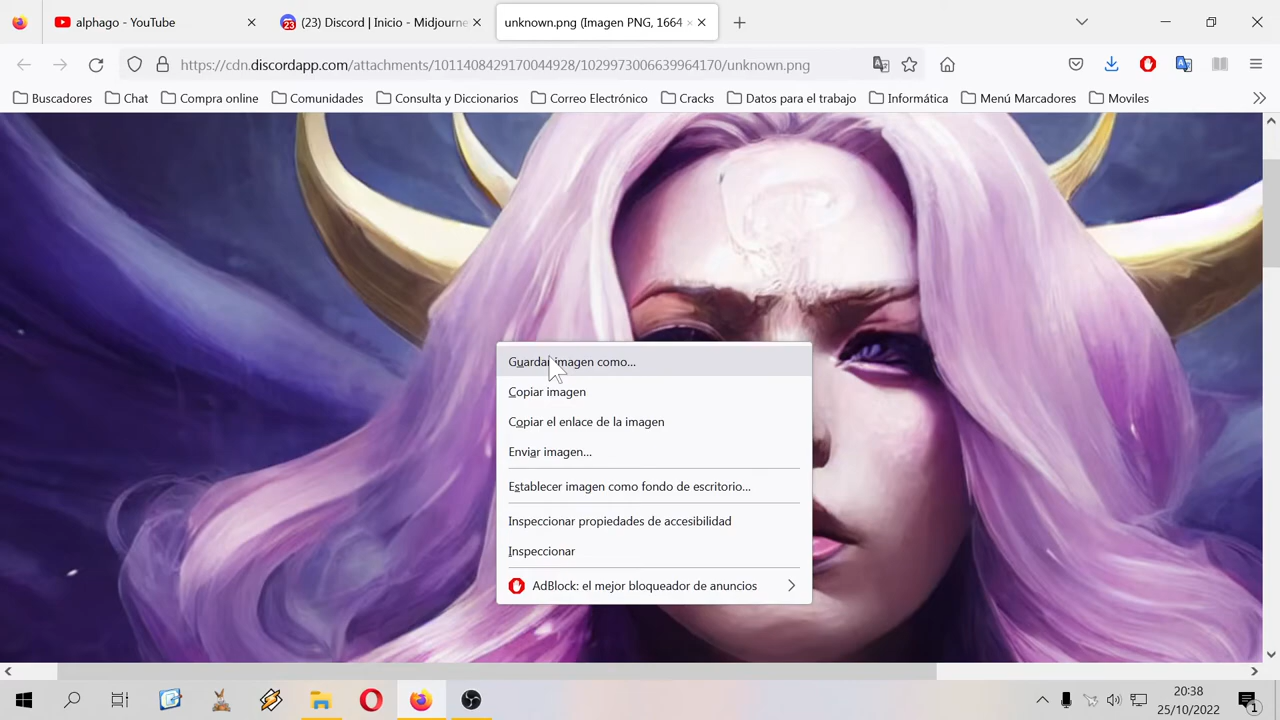 alphago - YouTube
(23) Discord | Inicio - Midjourne
unknown.png (Imagen PNG, 1664
https://cdn.discordapp.com/attachments/1011408429170044928/1029973006639964170/unknown.png
Buscadores
Chat
Compra online
Comunidades
Consulta y Diccionarios
Correo Electrónico
Cracks
Datos para el trabajo
Informática
Menú Marcadores
Moviles
Guardar imagen como...
Copiar imagen
Copiar el enlace de la imagen
Enviar imagen...
Establecer imagen como fondo de escritorio...
Inspeccionar propiedades de accesibilidad
Inspeccionar
AdBlock: el mejor bloqueador de anuncios
20:38
25/10/2022
1